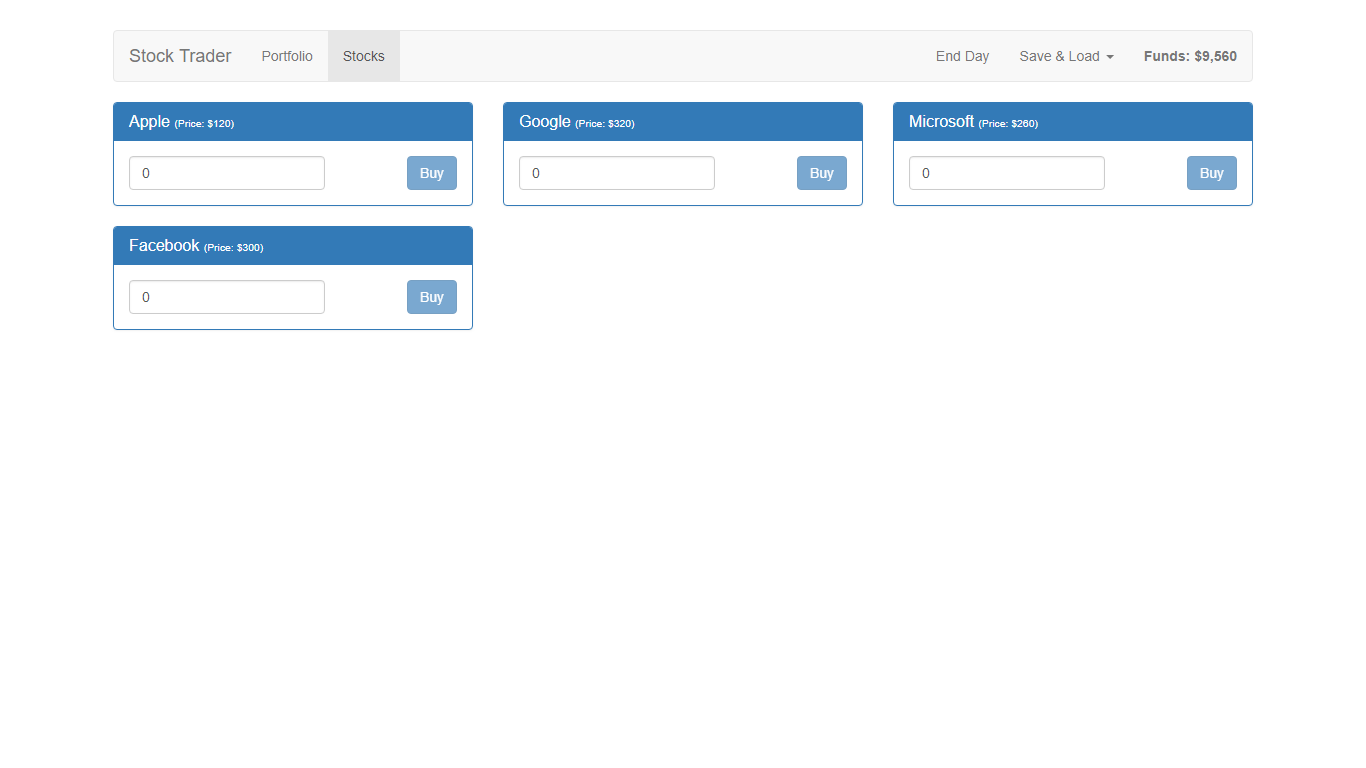 Stock Trader Portfolio Stocks End Day Save & Load Funds: $9,560
Apple (Price: $120)
0 Buy
Google (Price: $320)
0 Buy
Microsoft (Price: $260)
0 Buy
Facebook (Price: $300)
0 Buy